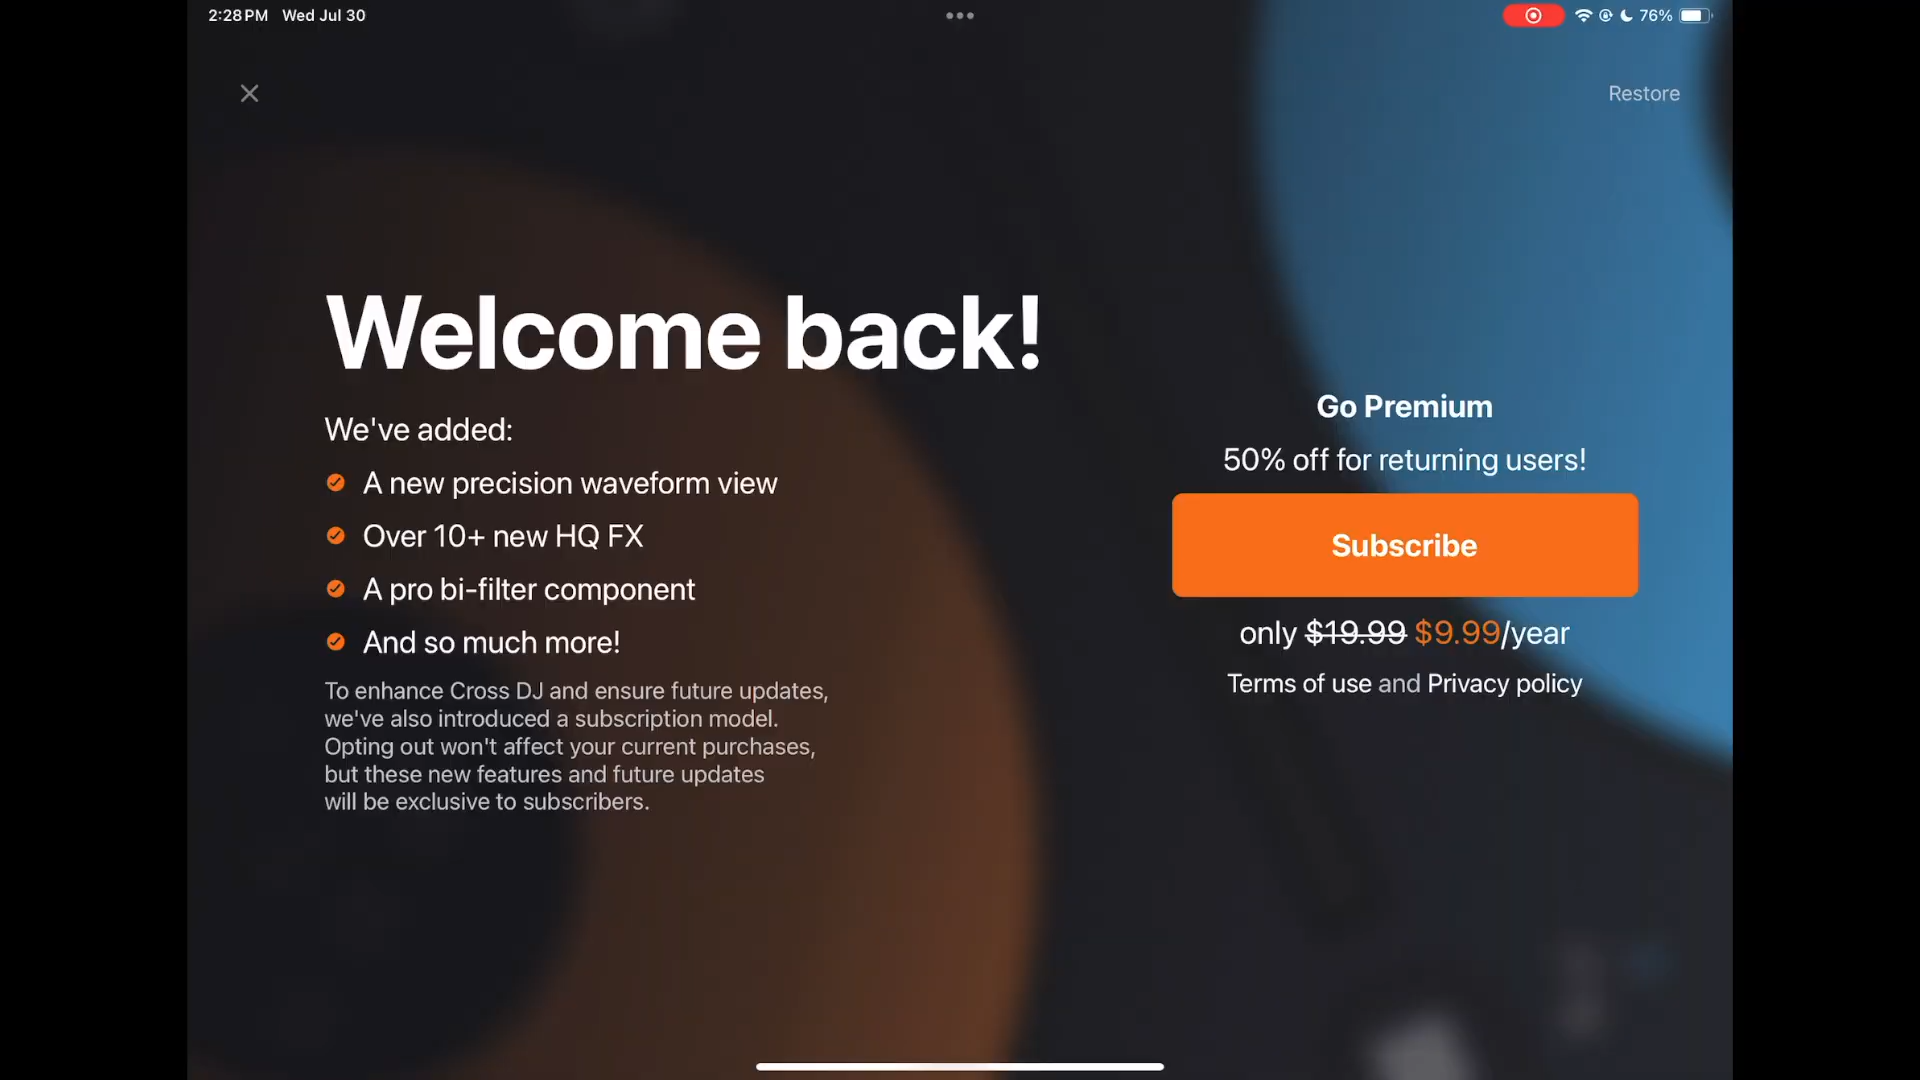 2:28 PM Wed Jul 30
76%
Restore
Welcome back!
We've added:
A new precision waveform view
Over 10+ new HQ FX
A pro bi-filter component
And so much more!
To enhance Cross DJ and ensure future updates,
we've also introduced a subscription model.
Opting out won't affect your current purchases,
but these new features and future updates
will be exclusive to subscribers.
Go Premium
50% off for returning users!
Subscribe
only $19.99 $9.99/year
Terms of use and Privacy policy